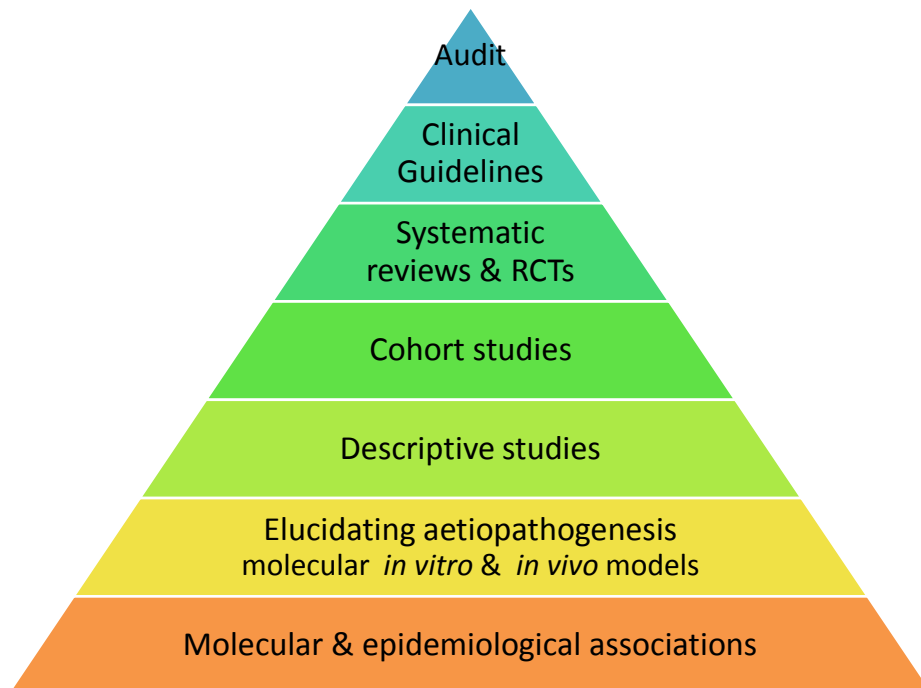 Audit
Clinical
Guidelines
Systematic
reviews & RCTs
Cohort studies
Descriptive studies
Elucidating aetiopathogenesis
molecular in vitro & in vivo models
Molecular & epidemiological associations